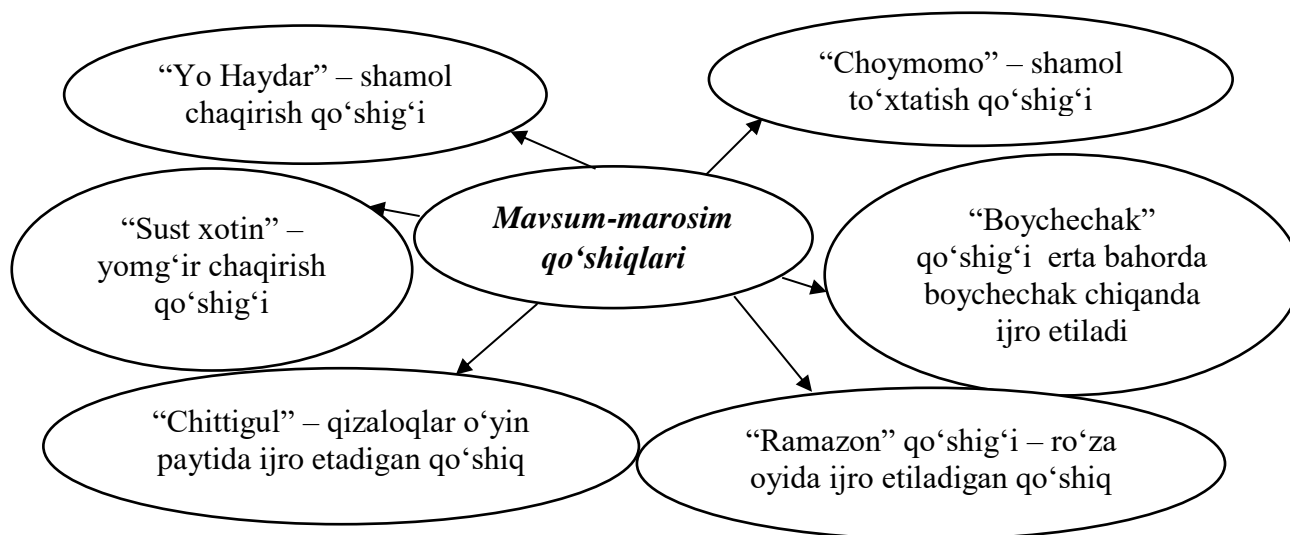 “Yo Haydar” – shamol
chaqirish qo‘shig‘i
“Choymomo” – shamol
to‘xtatish qo‘shig‘i
“Sust xotin” –
yomg‘ir chaqirish
qo‘shig‘i
Mavsum-marosim
qo‘shiqlari
“Boychechak”
qo‘shig‘i erta bahorda
boychechak chiqanda
ijro etiladi
“Chittigul” – qizaloqlar o‘yin
paytida ijro etadigan qo‘shiq
“Ramazon” qo‘shig‘i – ro‘za
oyida ijro etiladigan qo‘shiq